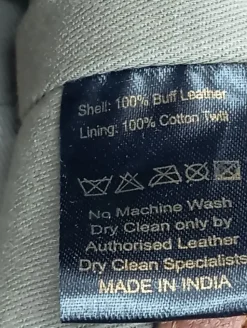 Shell: 100% Buff Leather
Lining: 100% Cotton Twill
No Machine Wash
Dry Clean only by
Authorised Leather
Dry Clean Specialists
MADE IN INDIA